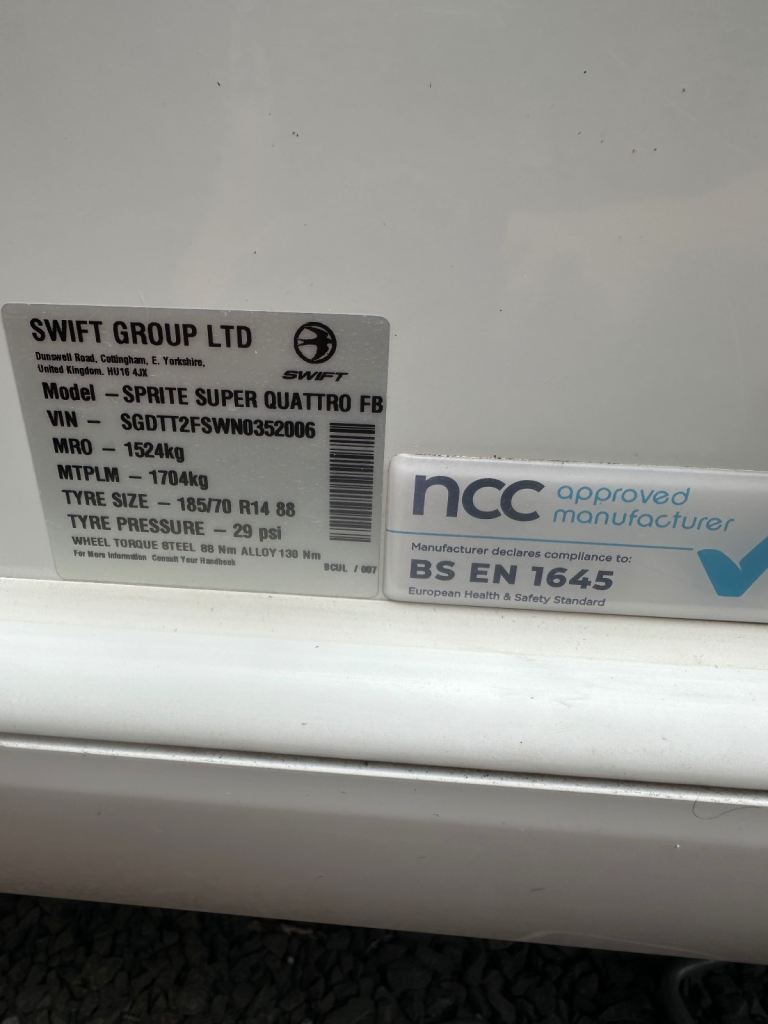 SWIFT GROUP LTD
SWIFT
Dunswell Road, Cottingham, E. Yorkshire,
United Kingdom. HU16 4JX
Model – SPRITE SUPER QUATTRO FB
VIN – SGDTT2FSWN0352006
MRO – 1524kg
MTPLM – 1704kg
TYRE SIZE – 185/70 R14 88
TYRE PRESSURE – 29 psi
WHEEL TORQUE STEEL 88 Nm ALLOY 130 Nm
For More Information Consult Your Handbook
BCUL / 007
ncc approved
manufacturer
Manufacturer declares compliance to:
BS EN 1645
European Health & Safety Standard